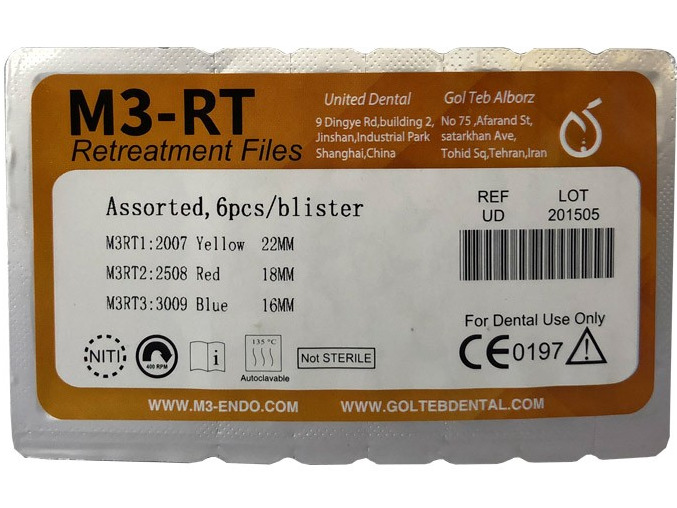 M3-RT
Retreatment Files
United Dental
9 Dingye Rd,building 2,
Jinshan,Industrial Park
Shanghai,China
Gol Teb Alborz
No 75 ,Afarand St,
satarkhan Ave,
Tohid Sq,Tehran,Iran
Assorted,6pcs/blister
M3RT1:2007 Yellow 22MM
M3RT2:2508 Red 18MM
M3RT3:3009 Blue 16MM
REF LOT
UD 201505
For Dental Use Only
CE 0197
NITI
400 RPM
i
135 °C
Autoclavable
Not STERILE
WWW.M3-ENDO.COM WWW.GOLTEBDENTAL.COM